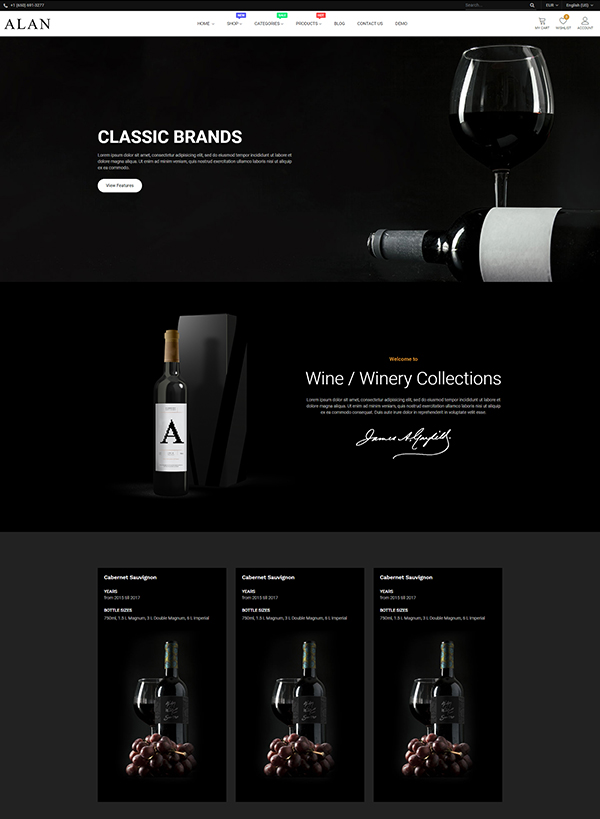 +1 (840) 691-3277
Search...
EUR
English (US)
ALAN
NEW
SALE
HOT
HOME
SHOP
CATEGORIES
PRODUCTS
BLOG
CONTACT US
DEMO
MY CART
WISHLIST
ACCOUNT
CLASSIC BRANDS
Lorem ipsum dolor sit amet, consectetur adipisicing elit, sed do eiusmod tempor incididunt ut labore et
dolore magna aliqua. Ut enim ad minim veniam, quis nostrud exercitation ullamco laboris nisi ut aliquip
ex ea commodo.
View Features
A
Welcome to
Wine / Winery Collections
Lorem ipsum dolor sit amet, consectetur adipisicing elit, sed do eiusmod tempor incididunt ut labore et
dolore magna aliqua. Ut enim ad minim veniam, quis nostrud exercitation ullamco laboris nisi ut aliquip ex
ea commodo consequat. Duis aute irure dolor in reprehenderit in voluptate velit esse
James A. Garfield
Cabernet Sauvignon
YEARS
from 2015 till 2017
BOTTLE SIZES
750ml, 1.5 L Magnum, 3 L Double Magnum, 6 L Imperial
Cabernet Sauvignon
YEARS
from 2015 till 2017
BOTTLE SIZES
750ml, 1.5 L Magnum, 3 L Double Magnum, 6 L Imperial
Cabernet Sauvignon
YEARS
from 2015 till 2017
BOTTLE SIZES
750ml, 1.5 L Magnum, 3 L Double Magnum, 6 L Imperial